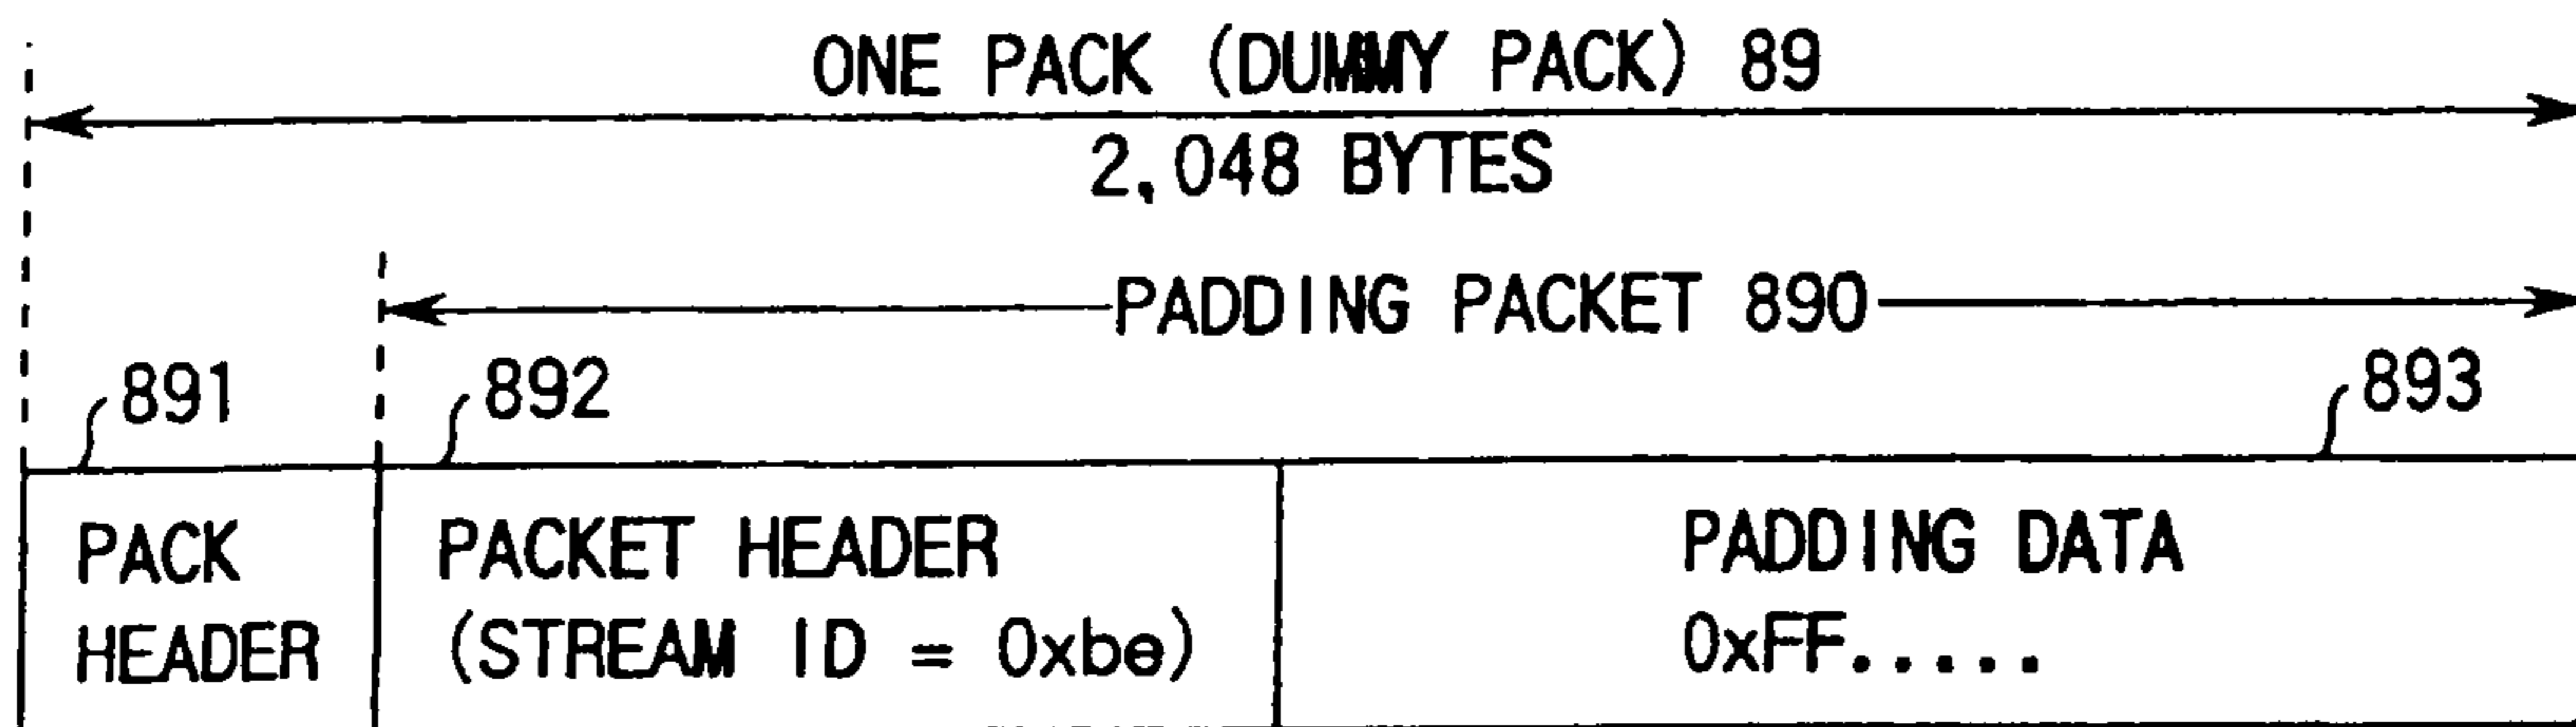 ONE PACK (DUMMY PACK) 89
2,048 BYTES
PADDING PACKET 890
891
892
893
PACK
HEADER
PACKET HEADER
(STREAM ID = 0xbe)
PADDING DATA
0xFF.....